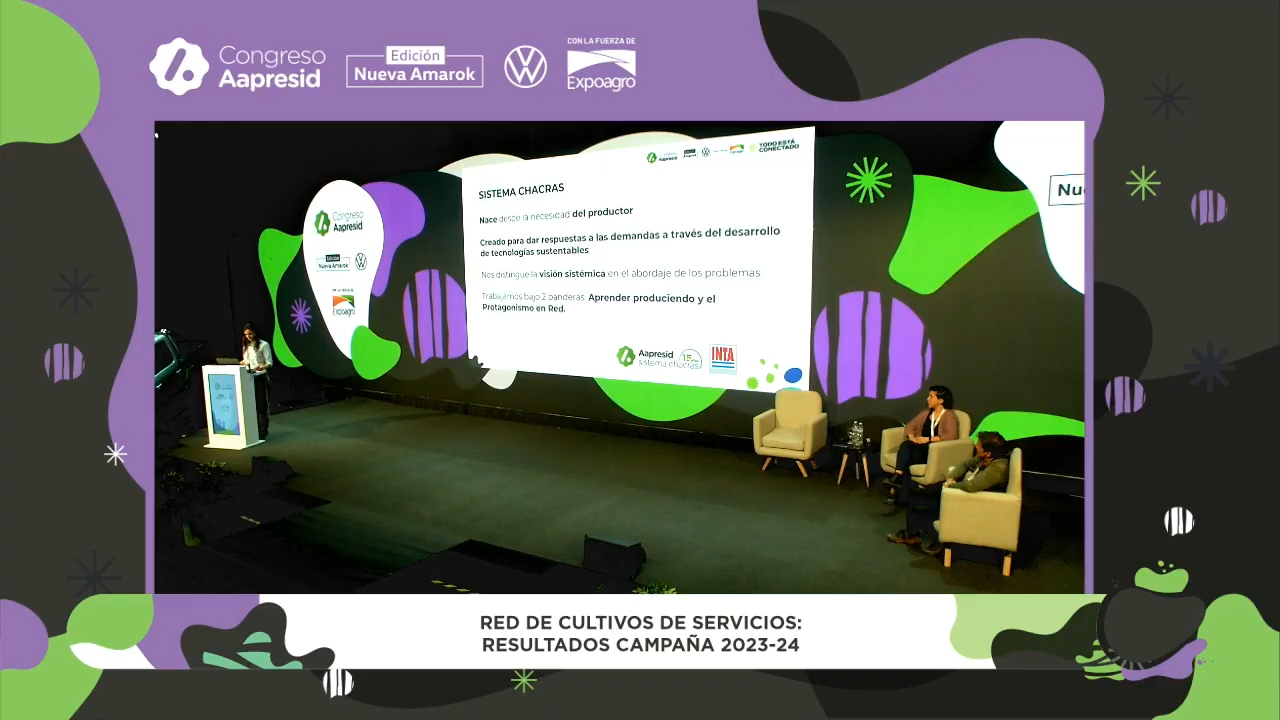 Congreso
Aapresid
Edición
Nueva Amarok
CON LA FUERZA DE
Expoagro
Congreso
Aapresid
Nueva Amarok
Expoagro
TODO ESTÁ
CONECTADO
SISTEMA CHACRAS
Nace desde la necesidad del productor
Creado para dar respuestas a las demandas a través del desarrollo
de tecnologías sustentables
Nos distingue la visión sistémica en el abordaje de los problemas.
Trabajamos bajo 2 banderas: Aprender produciendo y el
Protagonismo en Red.
Aapresid
sistema chacras
15
INTA
Nu
RED DE CULTIVOS DE SERVICIOS:
RESULTADOS CAMPAÑA 2023-24